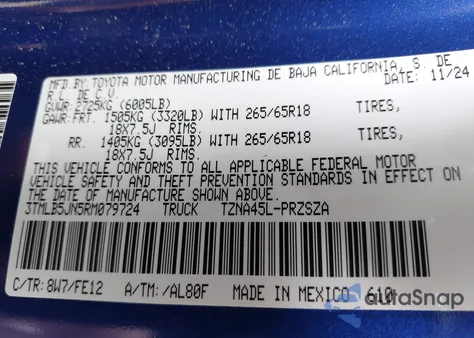 MFD.BY:TOYOTA MOTOR MANUFACTURING DE BAJA CALIFORNIA, S. DE
R.L. DE C.V. DATE: 11/24
GVWR: 2725KG (6005LB)
GAWR:FRT. 1505KG (3320LB) WITH 265/65R18 TIRES,
18X7.5J RIMS.
RR. 1405KG (3095LB) WITH 265/65R18 TIRES,
18X7.5J RIMS.
THIS VEHICLE CONFORMS TO ALL APPLICABLE FEDERAL MOTOR
VEHICLE SAFETY AND THEFT PREVENTION STANDARDS IN EFFECT ON
THE DATE OF MANUFACTURE SHOWN ABOVE.
3TMLB5JN5RM079724 TRUCK TZNA45L-PRZSZA
C/TR: 8W7/FE12 A/TM: /AL80F MADE IN MEXICO 610
autoSnap